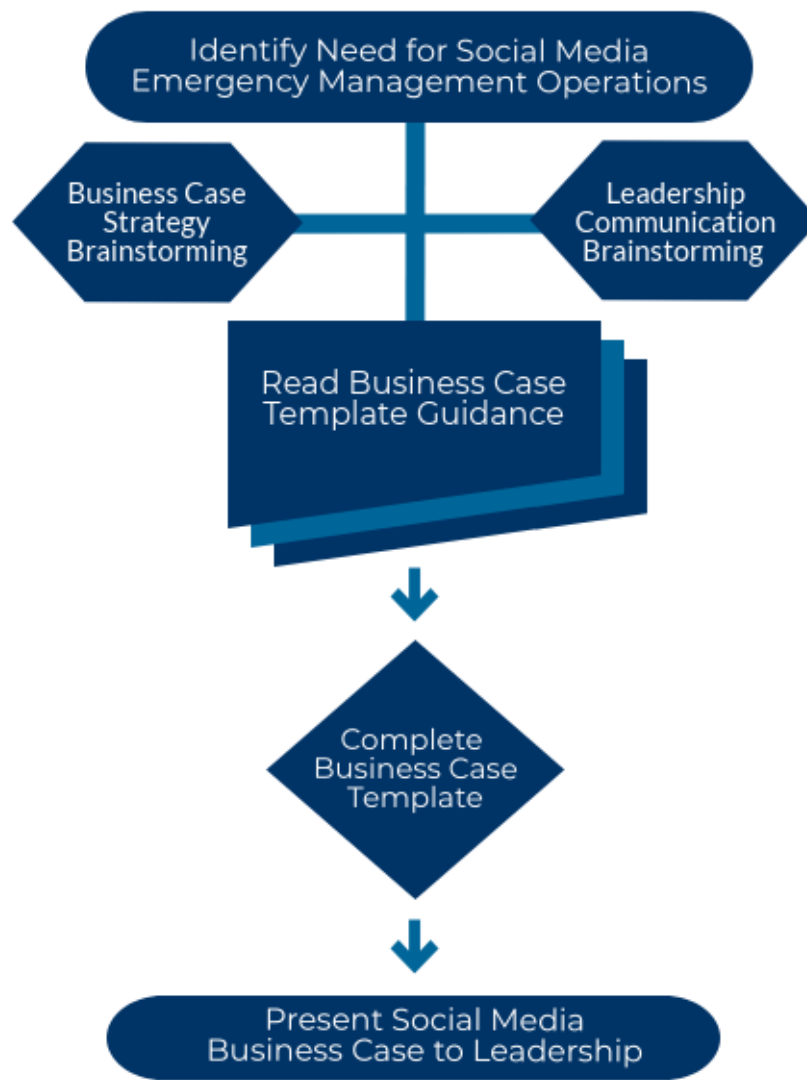 Identify Need for Social Media
Emergency Management Operations
Business Case
Strategy
Brainstorming
Leadership
Communication
Brainstorming
Read Business Case
Template Guidance
Complete
Business Case
Template
Present Social Media
Business Case to Leadership